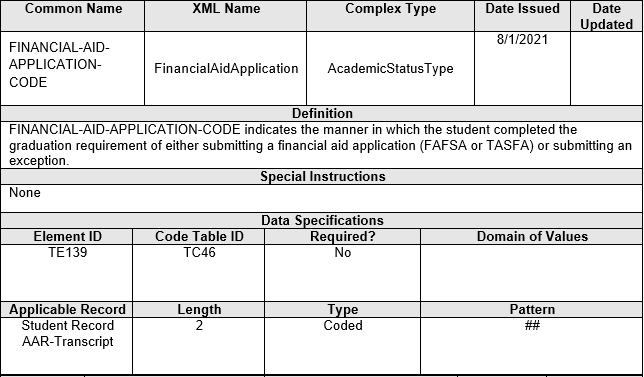 Common Name XML Name Complex Type Date Issued Date Updated
FINANCIAL-AID-
APPLICATION-
CODE
FinancialAidApplication AcademicStatusType 8/1/2021
Definition
FINANCIAL-AID-APPLICATION-CODE indicates the manner in which the student completed the
graduation requirement of either submitting a financial aid application (FAFSA or TASFA) or submitting an
exception.
Special Instructions
None
Data Specifications
Element ID Code Table ID Required? Domain of Values
TE139 TC46 No
Applicable Record Length Type Pattern
Student Record 2 Coded ##
AAR-Transcript